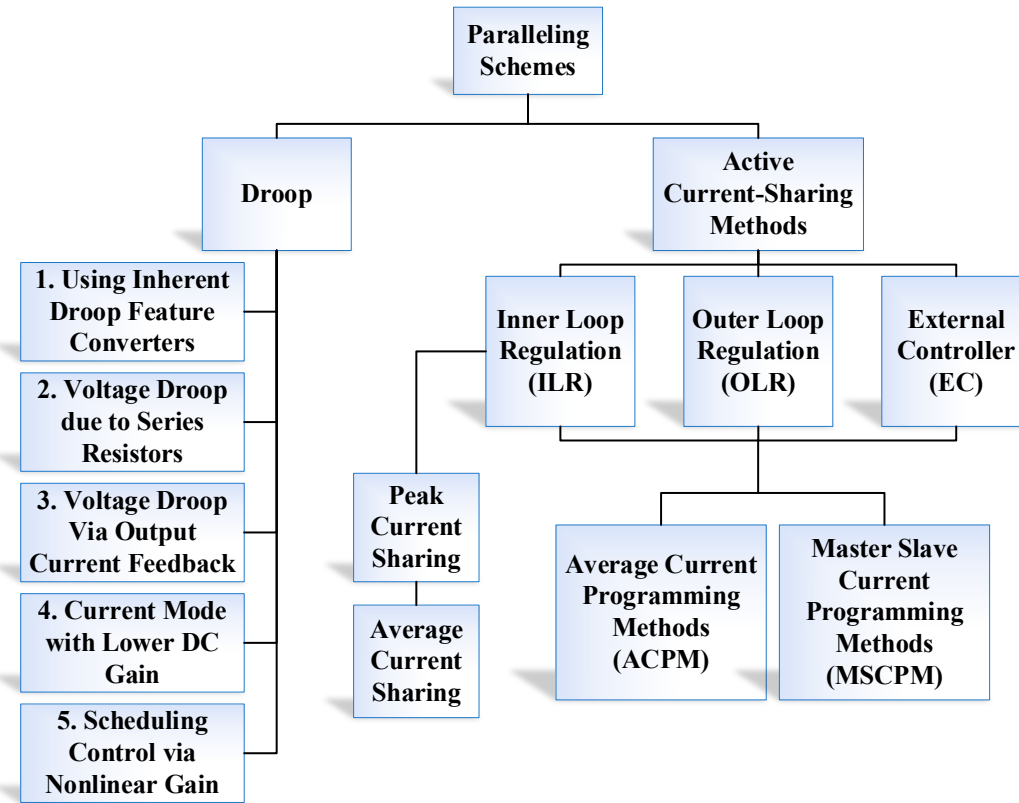 Paralleling
Schemes
Droop
Active
Current-Sharing
Methods
1. Using Inherent
Droop Feature
Converters
2. Voltage Droop
due to Series
Resistors
3. Voltage Droop
Via Output
Current Feedback
4. Current Mode
with Lower DC
Gain
5. Scheduling
Control via
Nonlinear Gain
Inner Loop
Regulation
(ILR)
Outer Loop
Regulation
(OLR)
External
Controller
(EC)
Peak
Current
Sharing
Average
Current
Sharing
Average Current
Programming
Methods
(ACPM)
Master Slave
Current
Programming
Methods
(MSCPM)